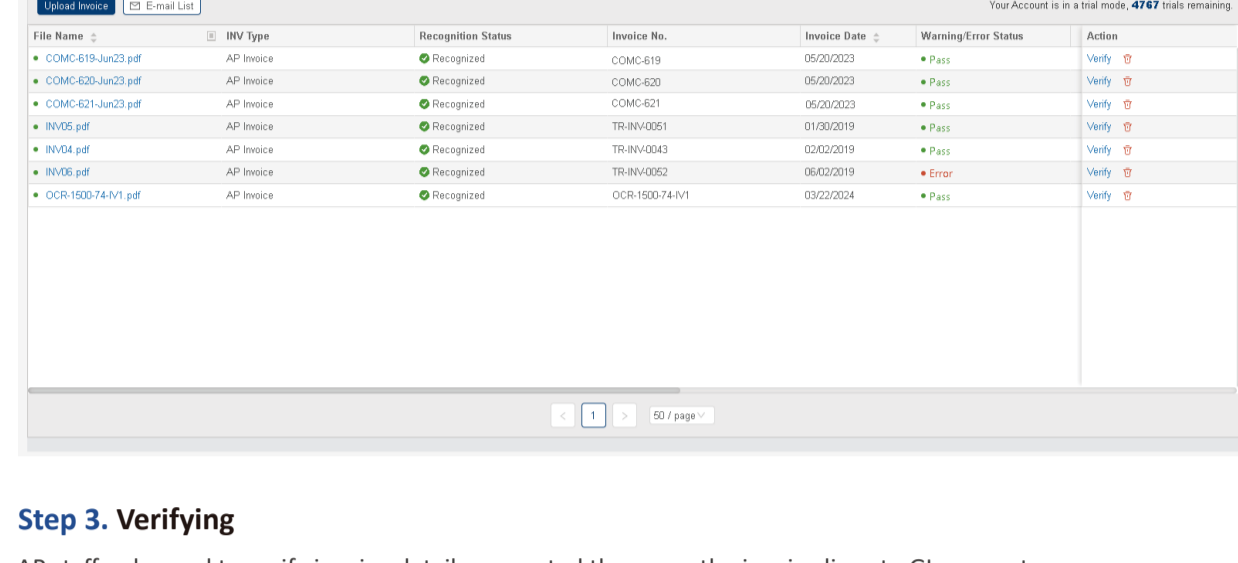 Upload Invoice E-mail List Your Account is in a trial mode, 4767 trials remaining.
File Name INV Type Recognition Status Invoice No. Invoice Date Warning/Error Status Action
COMC-619-Jun23.pdf AP Invoice Recognized COMC-619 05/20/2023 Pass Verify
COMC-620-Jun23.pdf AP Invoice Recognized COMC-620 05/20/2023 Pass Verify
COMC-621-Jun23.pdf AP Invoice Recognized COMC-621 05/20/2023 Pass Verify
INV05.pdf AP Invoice Recognized TR-INV-0051 01/30/2019 Pass Verify
INV04.pdf AP Invoice Recognized TR-INV-0043 02/02/2019 Pass Verify
INV06.pdf AP Invoice Recognized TR-INV-0052 06/02/2019 Error Verify
OCR-1500-74-IV1.pdf AP Invoice Recognized OCR-1500-74-IV1 03/22/2024 Pass Verify
< 1 > 50 / page
Step 3. Verifying